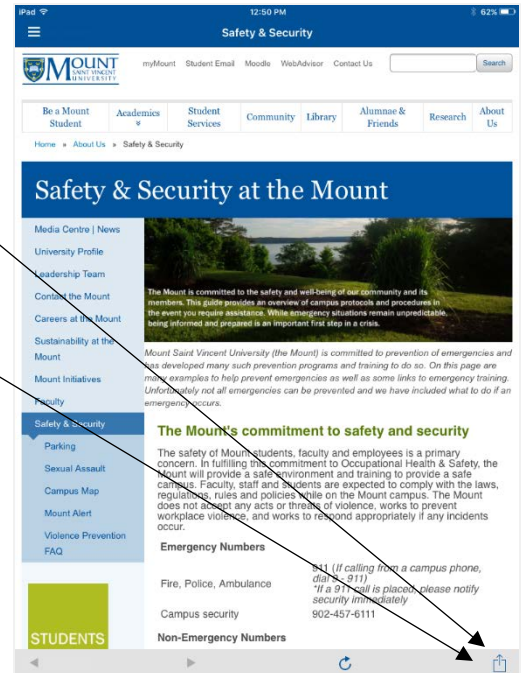 iPad 12:50 PM 62%
Safety & Security
MOUNT
SAINT VINCENT
UNIVERSITY
myMount Student Email Moodle WebAdvisor Contact Us Search
Be a Mount Student
Academics
Student Services
Community
Library
Alumnae & Friends
Research
About Us
Home » About Us » Safety & Security
Safety & Security at the Mount
Media Centre | News
University Profile
Leadership Team
Contact the Mount
Careers at the Mount
Sustainability at the
Mount
Mount Initiatives
Faculty
Safety & Security
Parking
Sexual Assault
Campus Map
Mount Alert
Violence Prevention
FAQ
STUDENTS
The Mount is committed to the safety and well-being of our community and its
members. This guide provides an overview of campus protocols and procedures in
the event you require assistance. While emergency situations remain unpredictable,
being informed and prepared is an important first step in a crisis.
Mount Saint Vincent University (the Mount) is committed to prevention of emergencies and
has developed many such prevention programs and training to do so. On this page are
many examples to help prevent emergencies as well as some links to emergency training.
Unfortunately not all emergencies can be prevented and we have included what to do if an
emergency occurs.
The Mount's commitment to safety and security
The safety of Mount students, faculty and employees is a primary
concern. In fulfilling this commitment to Occupational Health & Safety, the
Mount will provide a safe environment and training to provide a safe
campus. Faculty, staff and students are expected to comply with the laws,
regulations, rules and policies while on the Mount campus. The Mount
does not accept any acts or threats of violence, works to prevent
workplace violence, and works to respond appropriately if any incidents
occur.
Emergency Numbers
Fire, Police, Ambulance
911 (If calling from a campus phone,
dial 9 - 911)
*If a 911 call is placed, please notify
security immediately
Campus security 902-457-6111
Non-Emergency Numbers